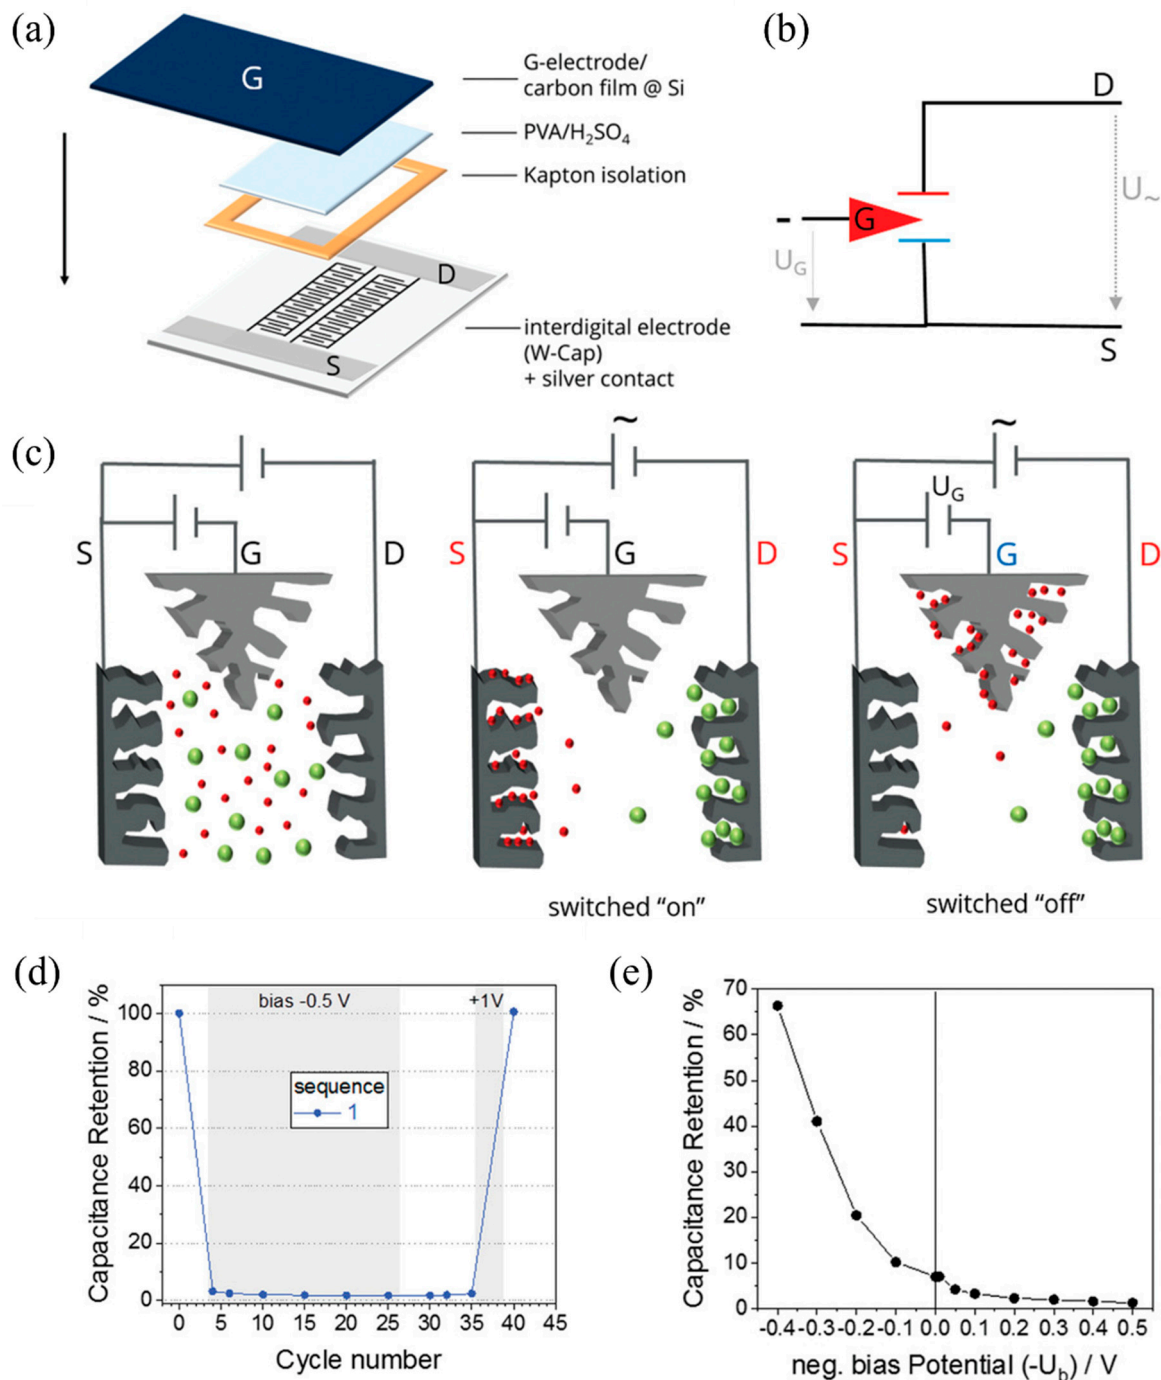 (a)
G
G-electrode/
carbon film @ Si
PVA/H₂SO₄
Kapton isolation
D
S
interdigital electrode
(W-Cap)
+ silver contact
(b)
D
G
-
U_G
U~
S
(c)
S
G
D
~
S
G
D
switched “on”
~
U_G
S
G
D
switched “off”
(d)
Capacitance Retention / %
100
80
60
40
20
0
bias -0.5 V
+1V
sequence
1
0 5 10 15 20 25 30 35 40 45
Cycle number
(e)
Capacitance Retention / %
70
60
50
40
30
20
10
0
-0.4 -0.3 -0.2 -0.1 0.0 0.1 0.2 0.3 0.4 0.5
neg. bias Potential (-U_b) / V